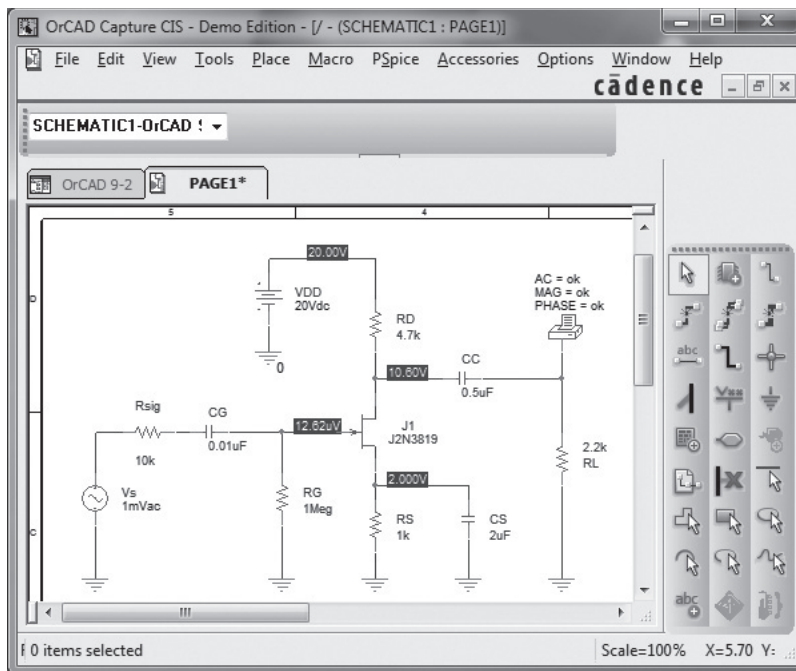 OrCAD Capture CIS - Demo Edition - [/ - (SCHEMATIC1 : PAGE1)]
File Edit View Tools Place Macro PSpice Accessories Options Window Help
cādence
SCHEMATIC1-OrCAD
OrCAD 9-2
PAGE1*
5 4
D
C
20.00V
VDD
20Vdc
0
RD
4.7k
AC = ok
MAG = ok
PHASE = ok
10.60V
CC
0.5uF
Rsig
10k
CG
0.01uF
12.62uV
J1
J2N3819
Vs
1mVac
RG
1Meg
2.000V
RS
1k
CS
2uF
2.2k
RL
abc
abc
0 items selected
Scale=100% X=5.70 Y: